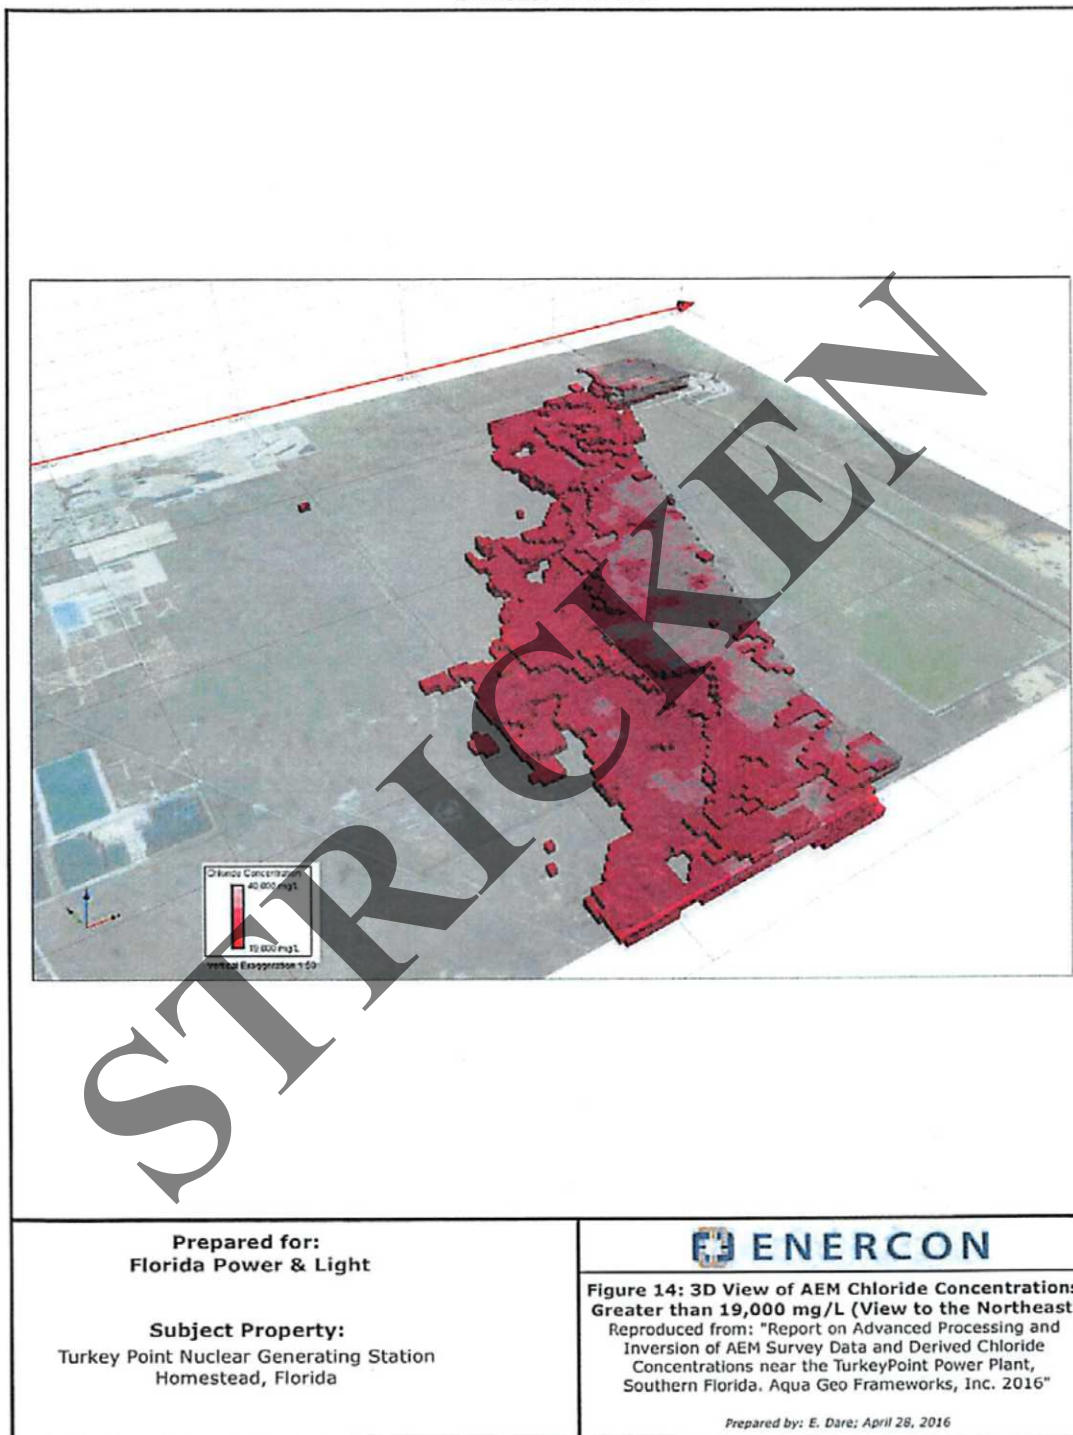 STRICKEN
Chloride Concentration
40,000 mg/L
19,000 mg/L
Vertical Exaggeration 1:50
Prepared for:
Florida Power & Light
Subject Property:
Turkey Point Nuclear Generating Station
Homestead, Florida
ENERCON
Figure 14: 3D View of AEM Chloride Concentrations
Greater than 19,000 mg/L (View to the Northeast
Reproduced from: "Report on Advanced Processing and
Inversion of AEM Survey Data and Derived Chloride
Concentrations near the TurkeyPoint Power Plant,
Southern Florida. Aqua Geo Frameworks, Inc. 2016"
Prepared by: E. Dare; April 28, 2016